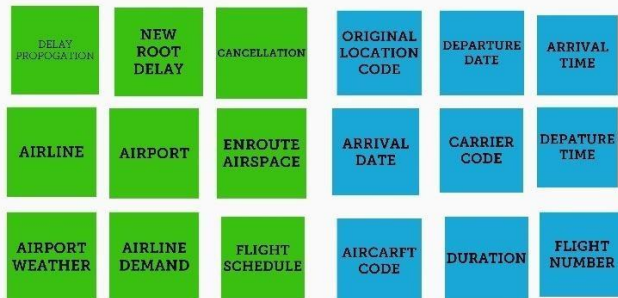 DELAY
PROPOGATION
NEW
ROOT
DELAY
CANCELLATION
ORIGINAL
LOCATION
CODE
DEPARTURE
DATE
ARRIVAL
TIME
AIRLINE
AIRPORT
ENROUTE
AIRSPACE
ARRIVAL
DATE
CARRIER
CODE
DEPATURE
TIME
AIRPORT
WEATHER
AIRLINE
DEMAND
FLIGHT
SCHEDULE
AIRCARFT
CODE
DURATION
FLIGHT
NUMBER